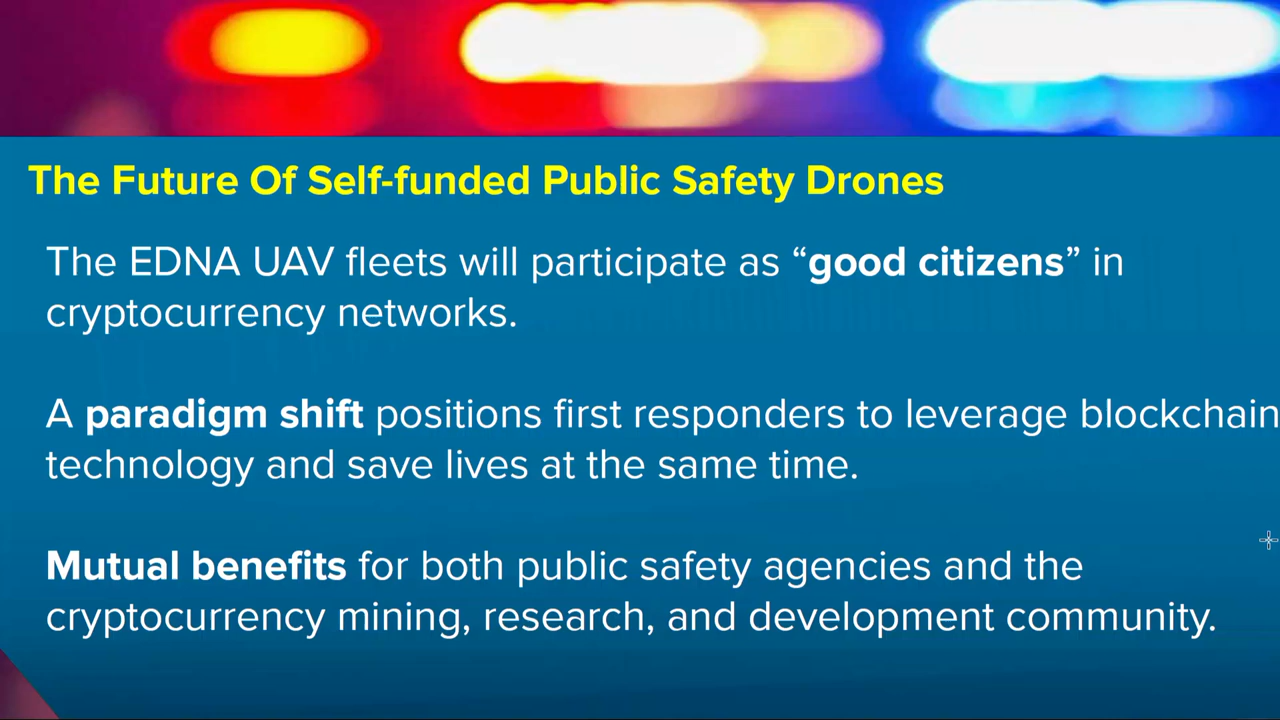 The Future Of Self-funded Public Safety Drones
The EDNA UAV fleets will participate as “good citizens” in
cryptocurrency networks.
A paradigm shift positions first responders to leverage blockchain
technology and save lives at the same time.
Mutual benefits for both public safety agencies and the
cryptocurrency mining, research, and development community.